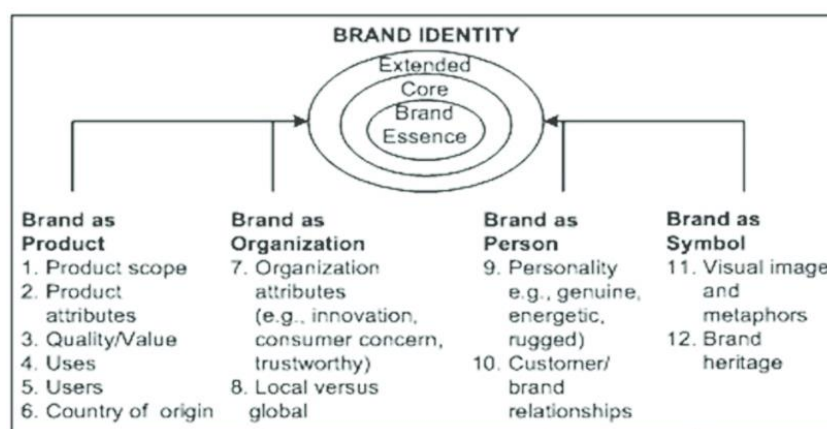 BRAND IDENTITY
Extended
Core
Brand
Essence
Brand as
Product
1. Product scope
2. Product
attributes
3. Quality/Value
4. Uses
5. Users
6. Country of origin
Brand as
Organization
7. Organization
attributes
(e.g., innovation,
consumer concern,
trustworthy)
8. Local versus
global
Brand as
Person
9. Personality
e.g., genuine,
energetic,
rugged)
10. Customer/
brand
relationships
Brand as
Symbol
11. Visual image
and
metaphors
12. Brand
heritage